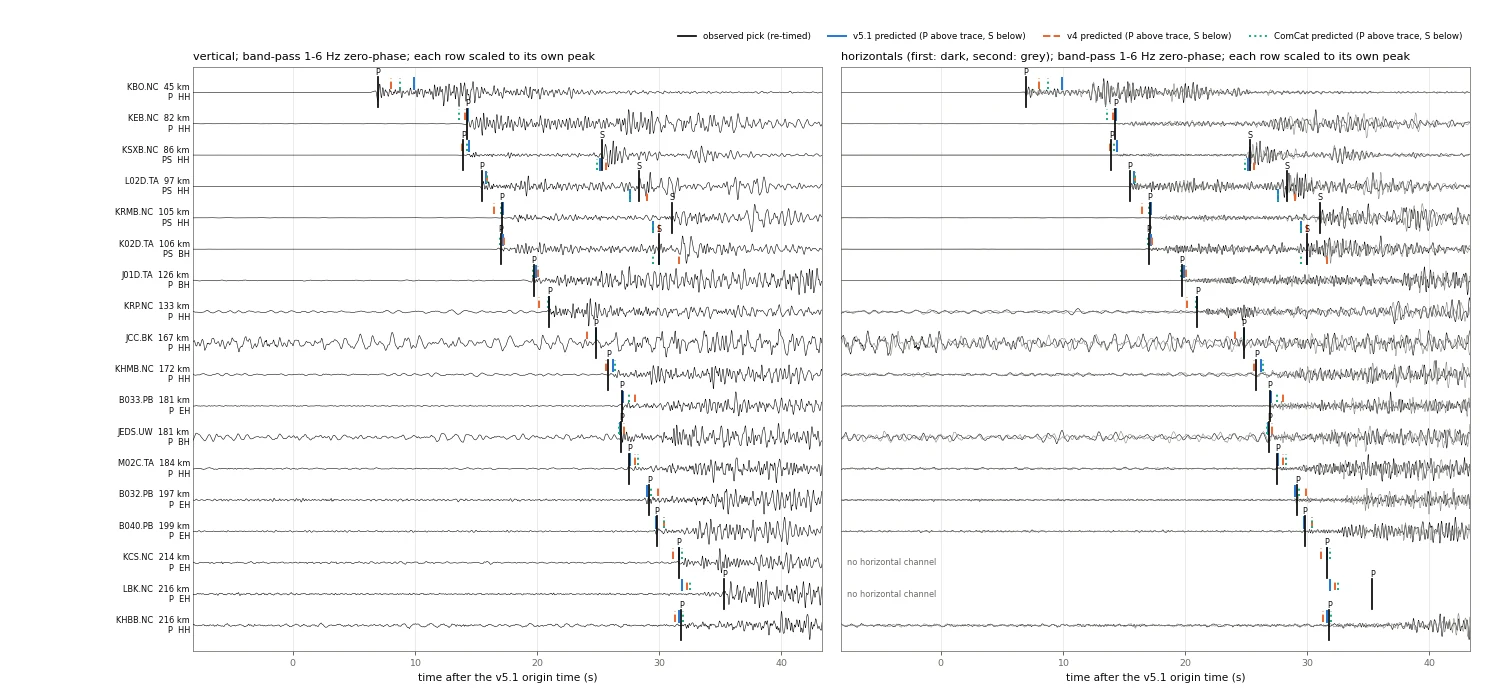 observed pick (re-timed) v5.1 predicted (P above trace, S below) v4 predicted (P above trace, S below) ComCat predicted (P above trace, S below)
vertical; band-pass 1-6 Hz zero-phase; each row scaled to its own peak
horizontals (first: dark, second: grey); band-pass 1-6 Hz zero-phase; each row scaled to its own peak
KBO.NC 45 km
P HH
KEB.NC 82 km
P HH
KSXB.NC 86 km
PS HH
L02D.TA 97 km
PS HH
KRMB.NC 105 km
PS HH
K02D.TA 106 km
PS BH
J01D.TA 126 km
P BH
KRP.NC 133 km
P HH
JCC.BK 167 km
P HH
KHMB.NC 172 km
P HH
B033.PB 181 km
P EH
JEDS.UW 181 km
P BH
M02C.TA 184 km
P HH
B032.PB 197 km
P EH
B040.PB 199 km
P EH
KCS.NC 214 km
P EH
no horizontal channel
LBK.NC 216 km
P EH
no horizontal channel
KHBB.NC 216 km
P HH
0 10 20 30 40
0 10 20 30 40
time after the v5.1 origin time (s)
time after the v5.1 origin time (s)